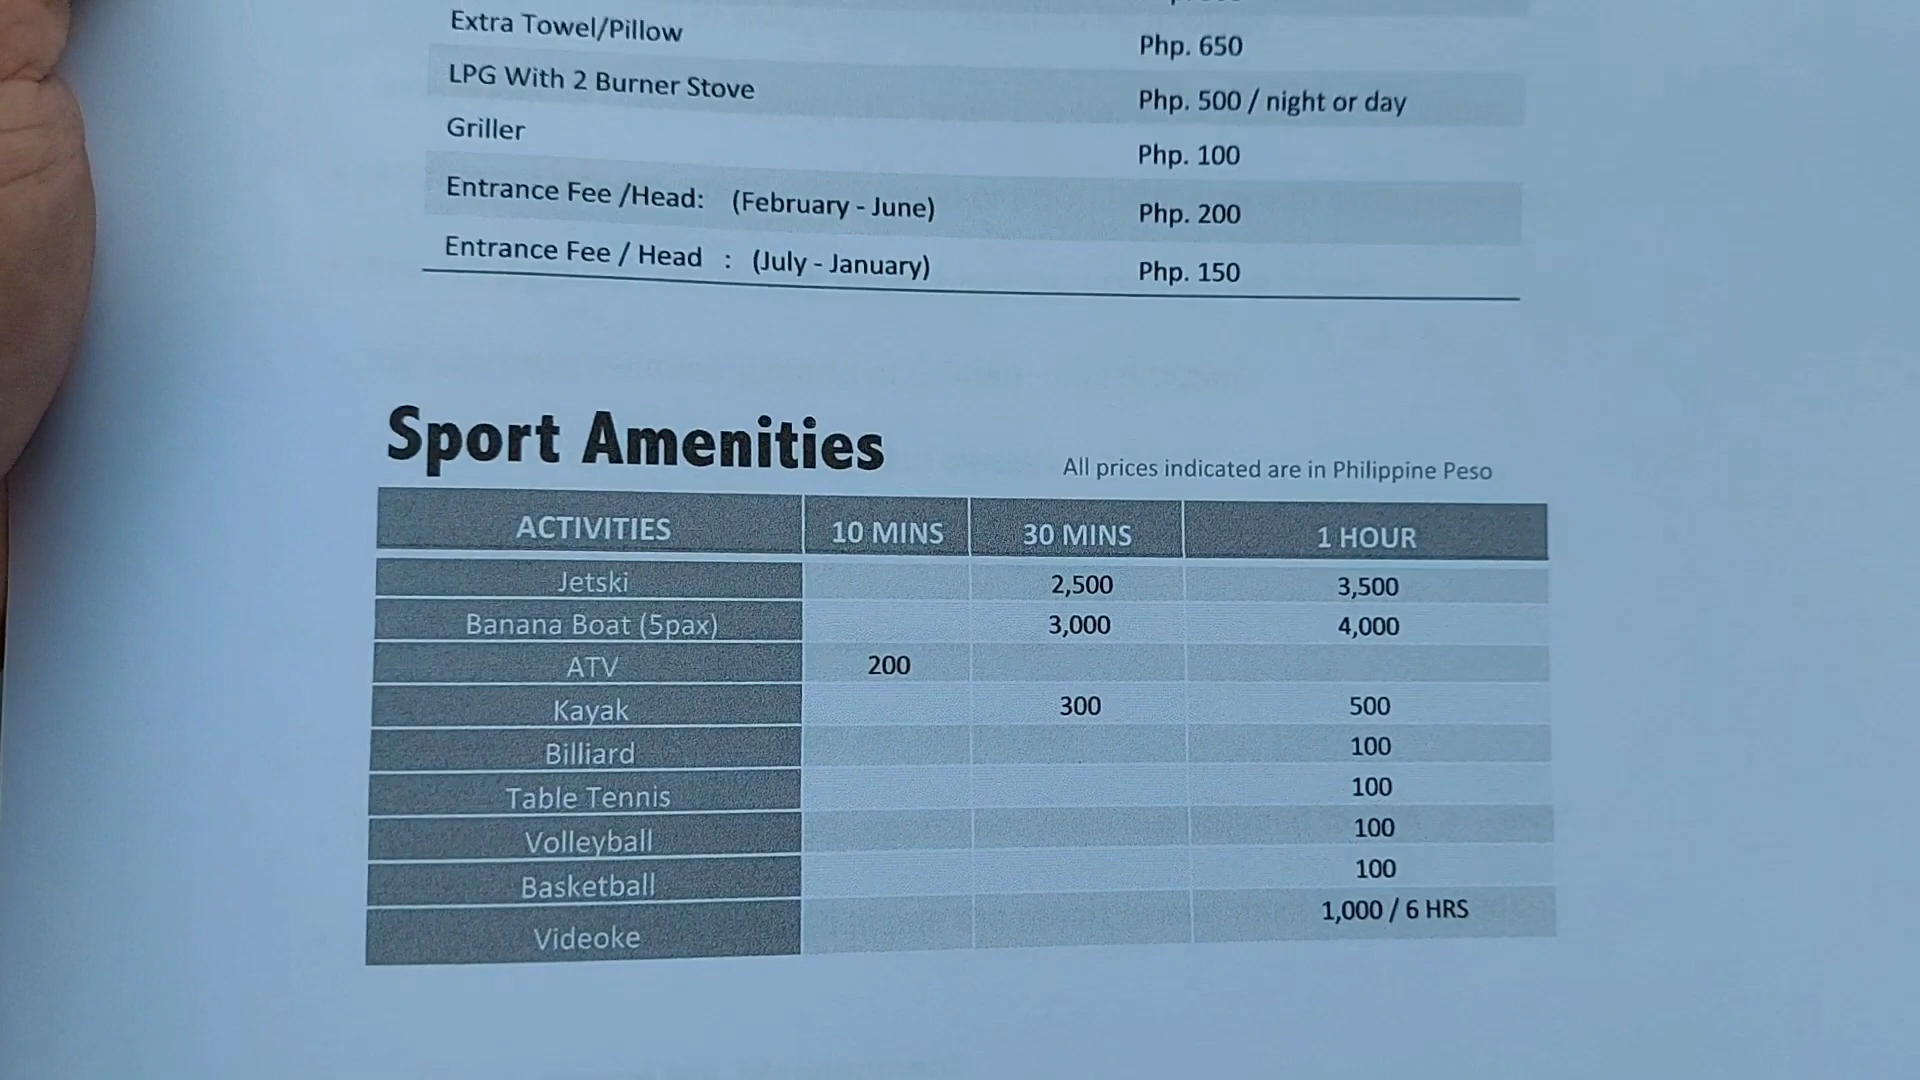 Extra Towel/Pillow Php. 650
LPG With 2 Burner Stove Php. 500 / night or day
Griller Php. 100
Entrance Fee /Head: (February - June) Php. 200
Entrance Fee / Head : (July - January) Php. 150
Sport Amenities
All prices indicated are in Philippine Peso
ACTIVITIES 10 MINS 30 MINS 1 HOUR
Jetski 2,500 3,500
Banana Boat (5pax) 3,000 4,000
ATV 200
Kayak 300 500
Billiard 100
Table Tennis 100
Volleyball 100
Basketball 100
Videoke 1,000 / 6 HRS